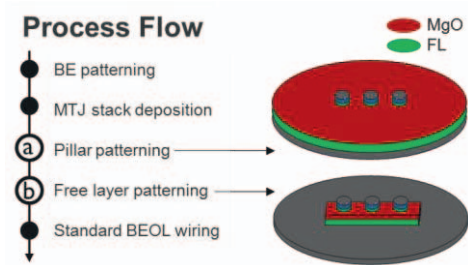 Process Flow
BE patterning
MTJ stack deposition
a Pillar patterning
b Free layer patterning
Standard BEOL wiring
MgO
FL